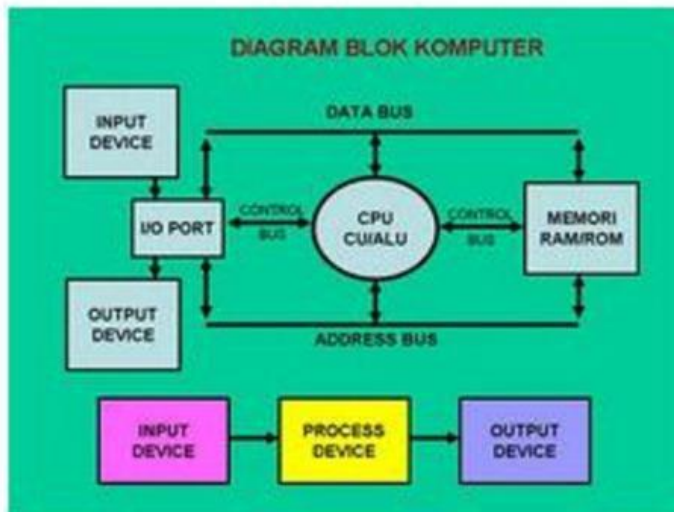 DIAGRAM BLOK KOMPUTER
INPUT
DEVICE
DATA BUS
I/O PORT
CONTROL
BUS
CPU
CU/ALU
CONTROL
BUS
MEMORI
RAM/ROM
OUTPUT
DEVICE
ADDRESS BUS
INPUT
DEVICE
PROCESS
DEVICE
OUTPUT
DEVICE